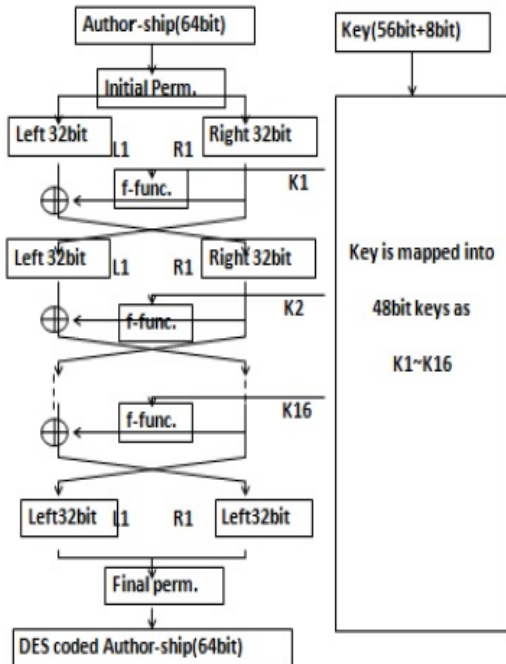 Author-ship(64bit)
Key(56bit+8bit)
Initial Perm.
Left 32bit L1 R1 Right 32bit
f-func.
K1
Left 32bit L1 R1 Right 32bit
Key is mapped into
48bit keys as
K1~K16
K2
f-func.
f-func.
K16
Left32bit L1 R1 Left32bit
Final perm.
DES coded Author-ship(64bit)